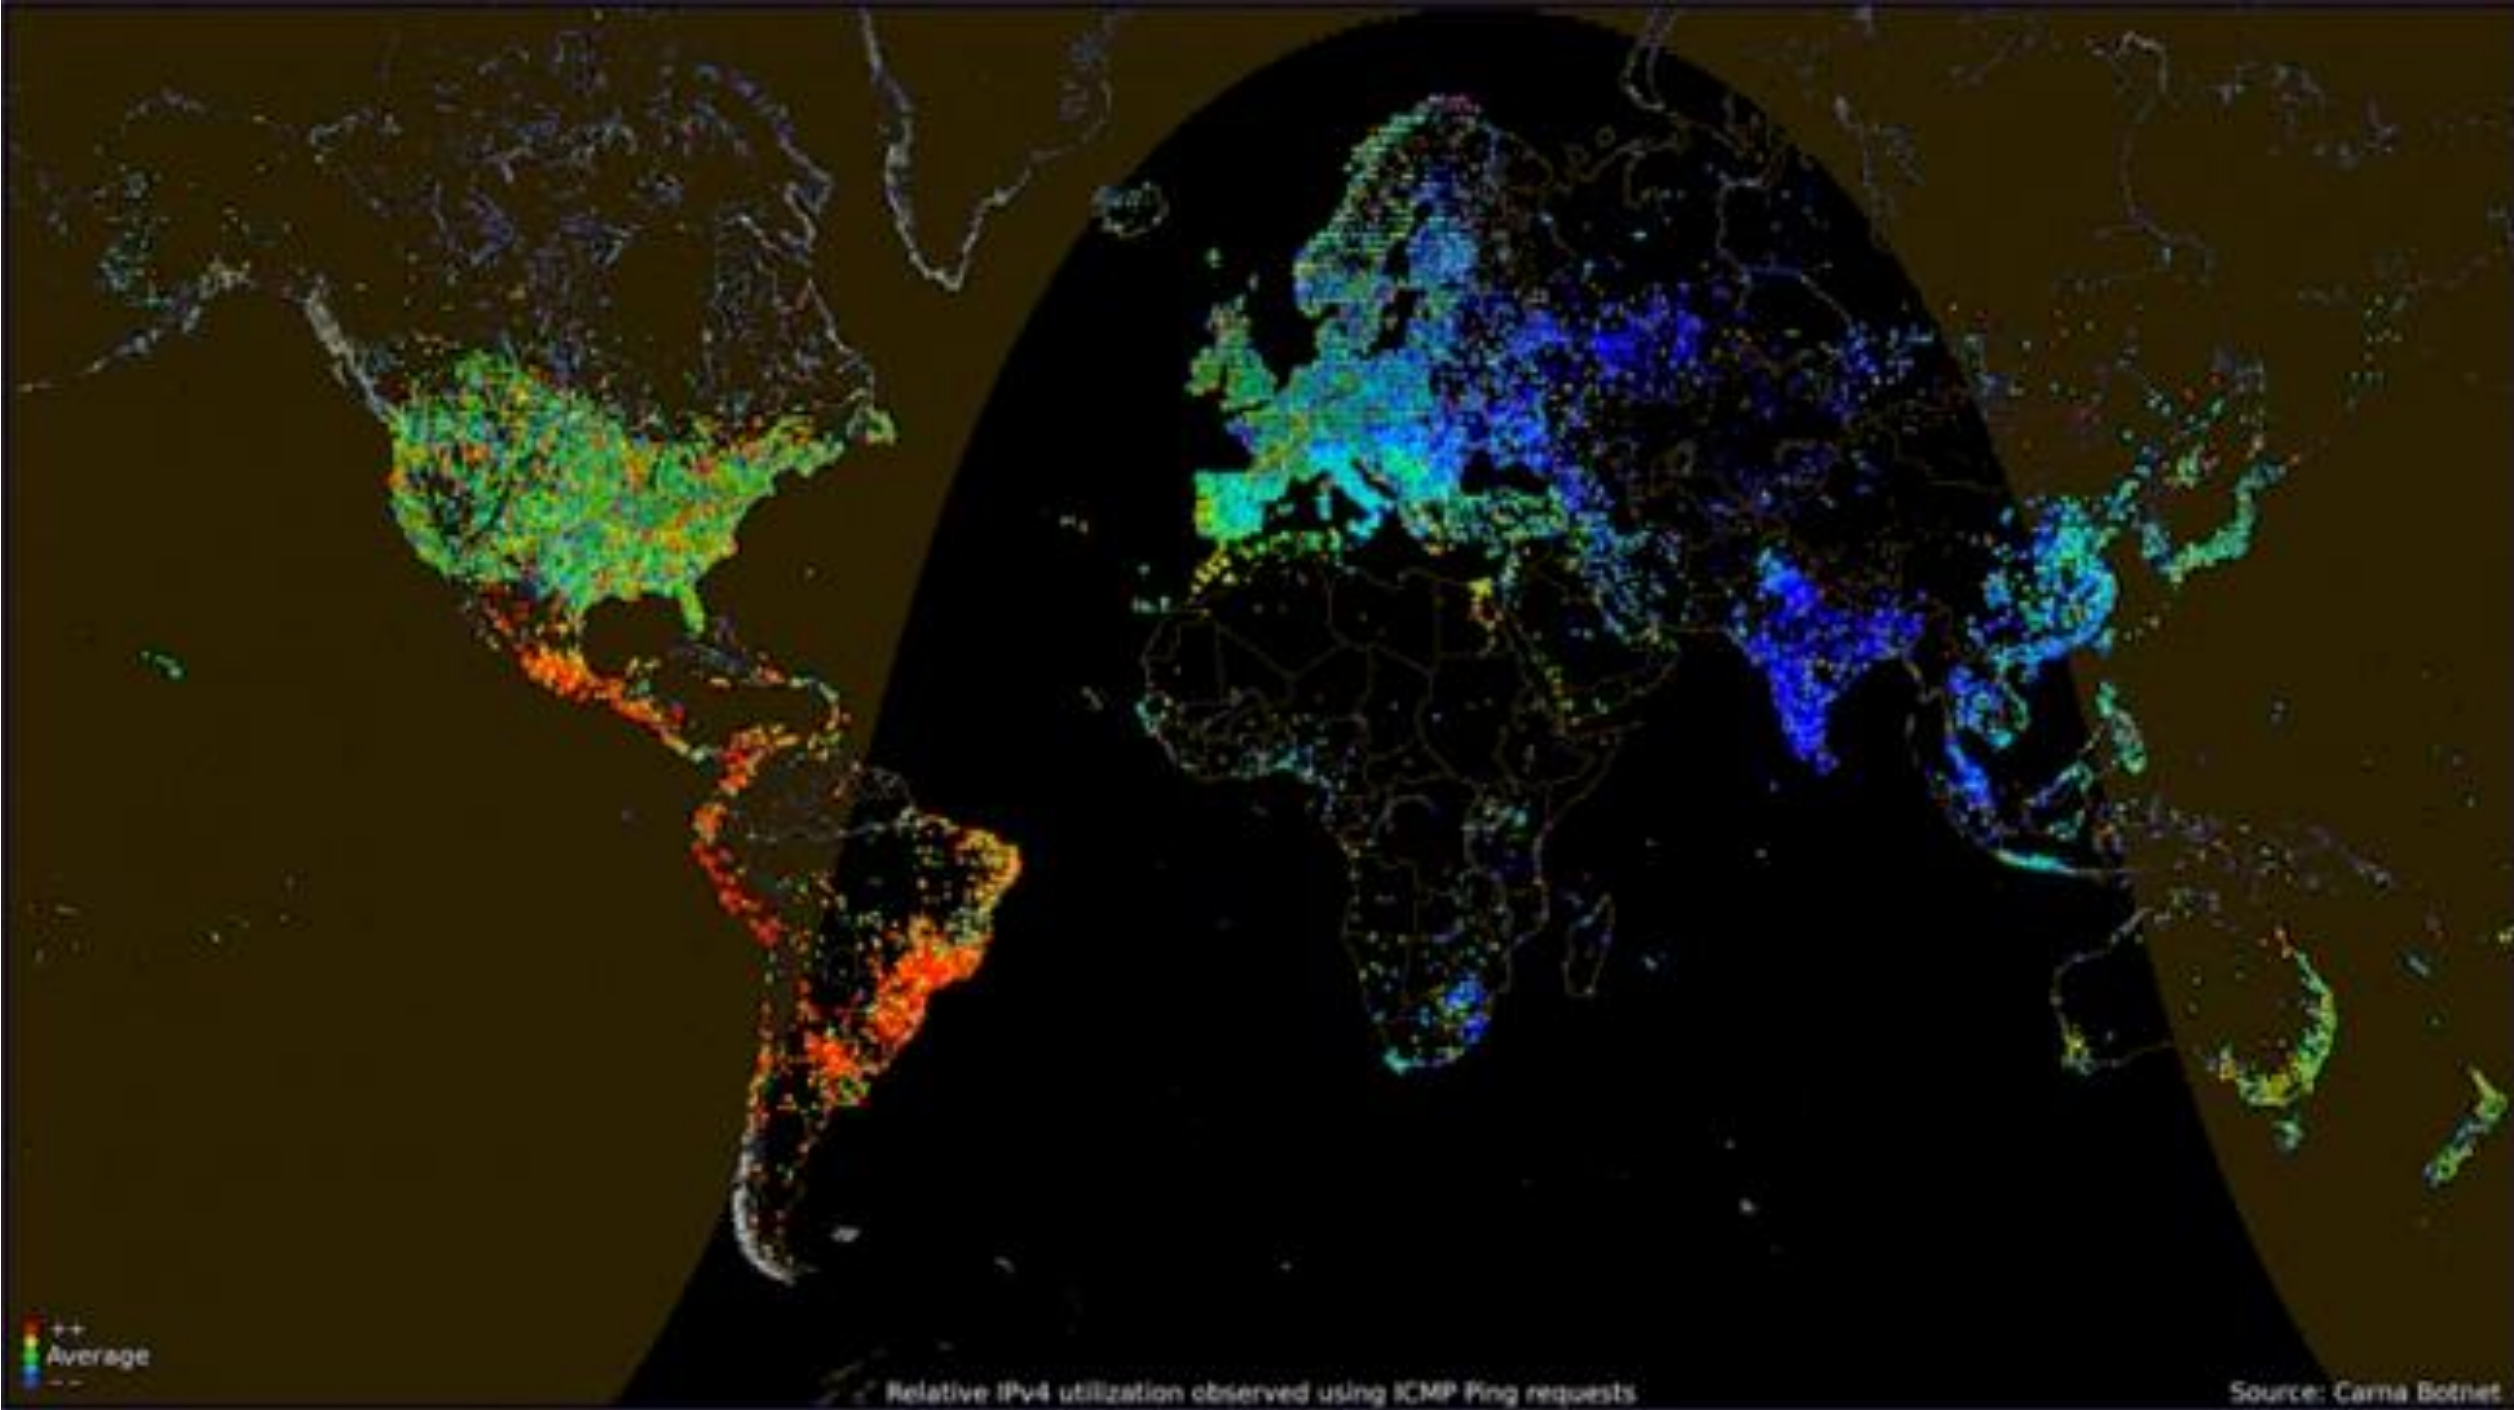 ++
Average
--
Relative IPv4 utilization observed using ICMP Ping requests
Source: Carna Botnet